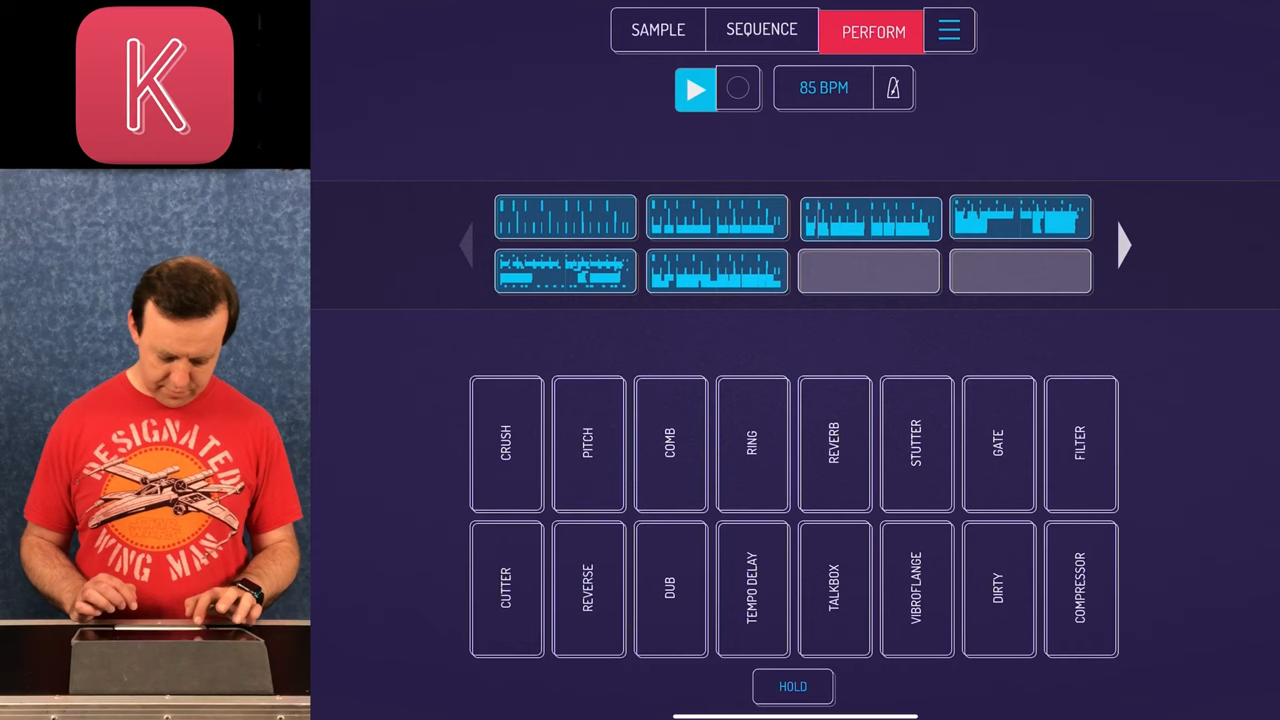 K
SAMPLE SEQUENCE PERFORM
85 BPM
CRUSH PITCH COMB RING REVERB STUTTER GATE FILTER
CUTTER REVERSE DUB TEMPO DELAY TALKBOX VIBROFLANGE DIRTY COMPRESSOR
HOLD
DESIGNATED
WING MAN